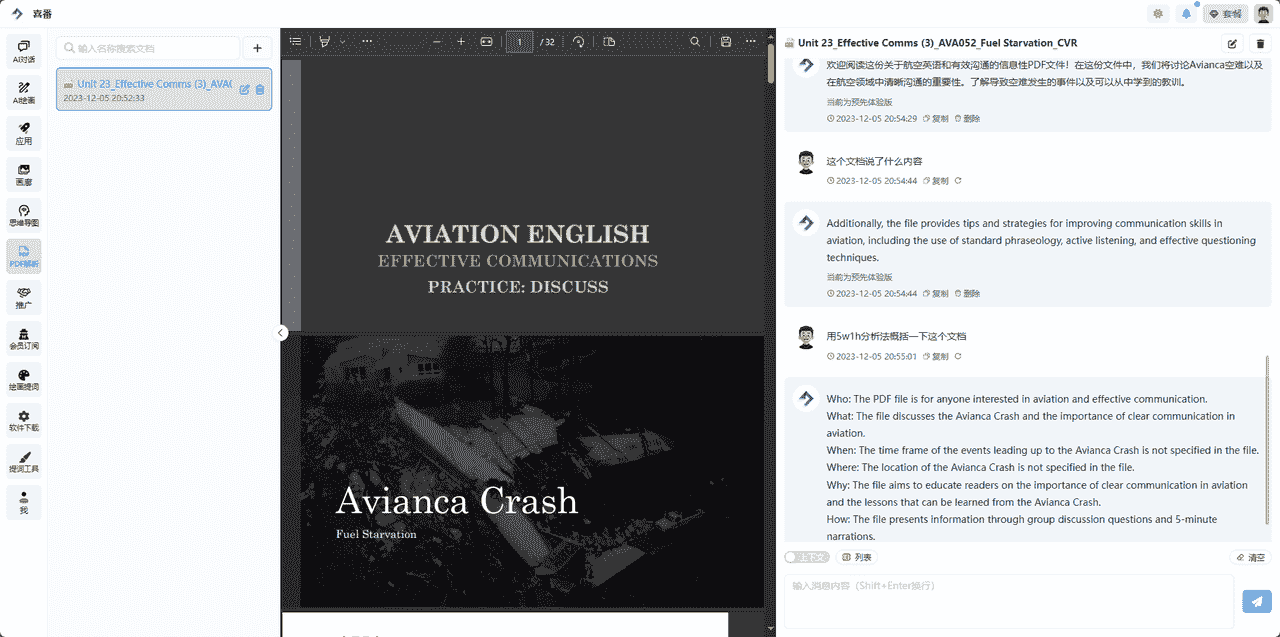 喜番
套餐
AI对话
AI绘画
应用
画廊
思维导图
PDF解析
推广
会员订阅
绘画提词
软件下载
提词工具
我
输入名称搜索文档
Unit 23_Effective Comms (3)_AVA0
2023-12-05 20:52:33
1 / 32
AVIATION ENGLISH
EFFECTIVE COMMUNICATIONS
PRACTICE: DISCUSS
Avianca Crash
Fuel Starvation
Unit 23_Effective Comms (3)_AVA052_Fuel Starvation_CVR
欢迎阅读这份关于航空英语和有效沟通的信息性PDF文件！在这份文件中，我们将讨论Avianca空难以及
在航空领域中清晰沟通的重要性。了解导致空难发生的事件以及可以从中学到的教训。
当前为预先体验版
2023-12-05 20:54:29 复制 删除
这个文档说了什么内容
2023-12-05 20:54:44 复制
Additionally, the file provides tips and strategies for improving communication skills in
aviation, including the use of standard phraseology, active listening, and effective questioning
techniques.
当前为预先体验版
2023-12-05 20:54:44 复制 删除
用5w1h分析法概括一下这个文档
2023-12-05 20:55:01 复制
Who: The PDF file is for anyone interested in aviation and effective communication.
What: The file discusses the Avianca Crash and the importance of clear communication in
aviation.
When: The time frame of the events leading up to the Avianca Crash is not specified in the file.
Where: The location of the Avianca Crash is not specified in the file.
Why: The file aims to educate readers on the importance of clear communication in aviation
and the lessons that can be learned from the Avianca Crash.
How: The file presents information through group discussion questions and 5-minute
narrations.
上下文 列表 清空
输入消息内容（Shift+Enter换行）